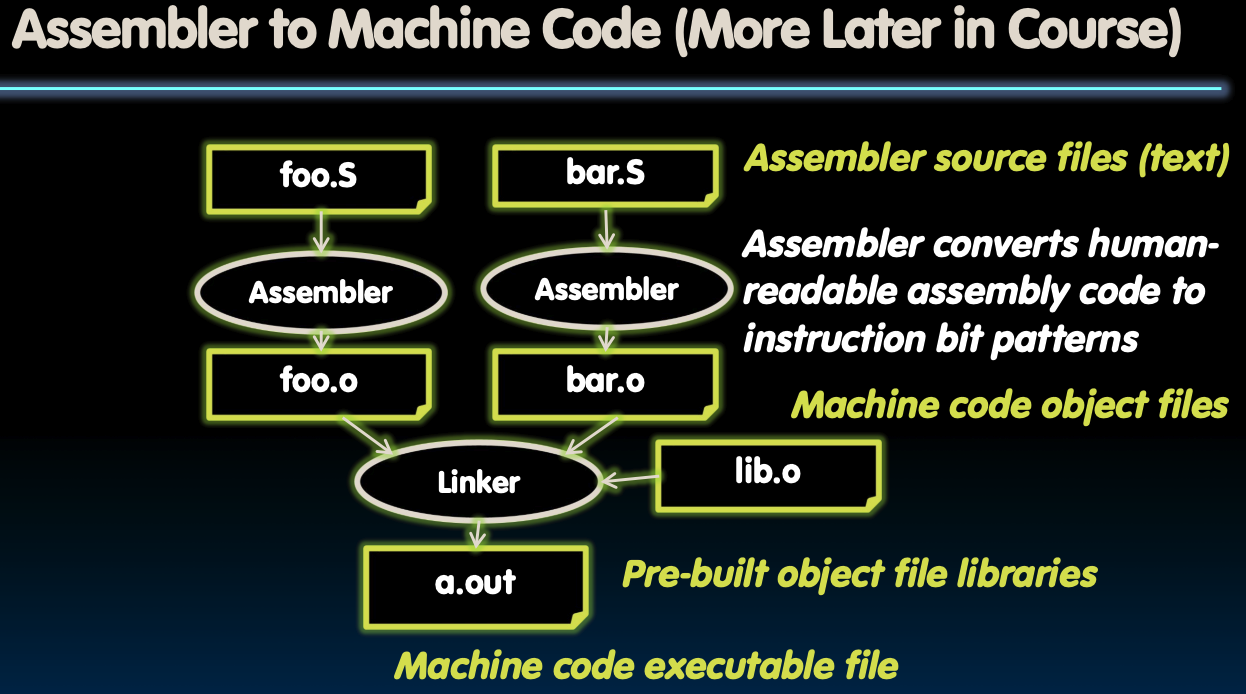 Assembler to Machine Code (More Later in Course)
foo.S
bar.S
Assembler source files (text)
Assembler
Assembler
Assembler converts human-
readable assembly code to
instruction bit patterns
foo.o
bar.o
Machine code object files
Linker
lib.o
a.out
Pre-built object file libraries
Machine code executable file